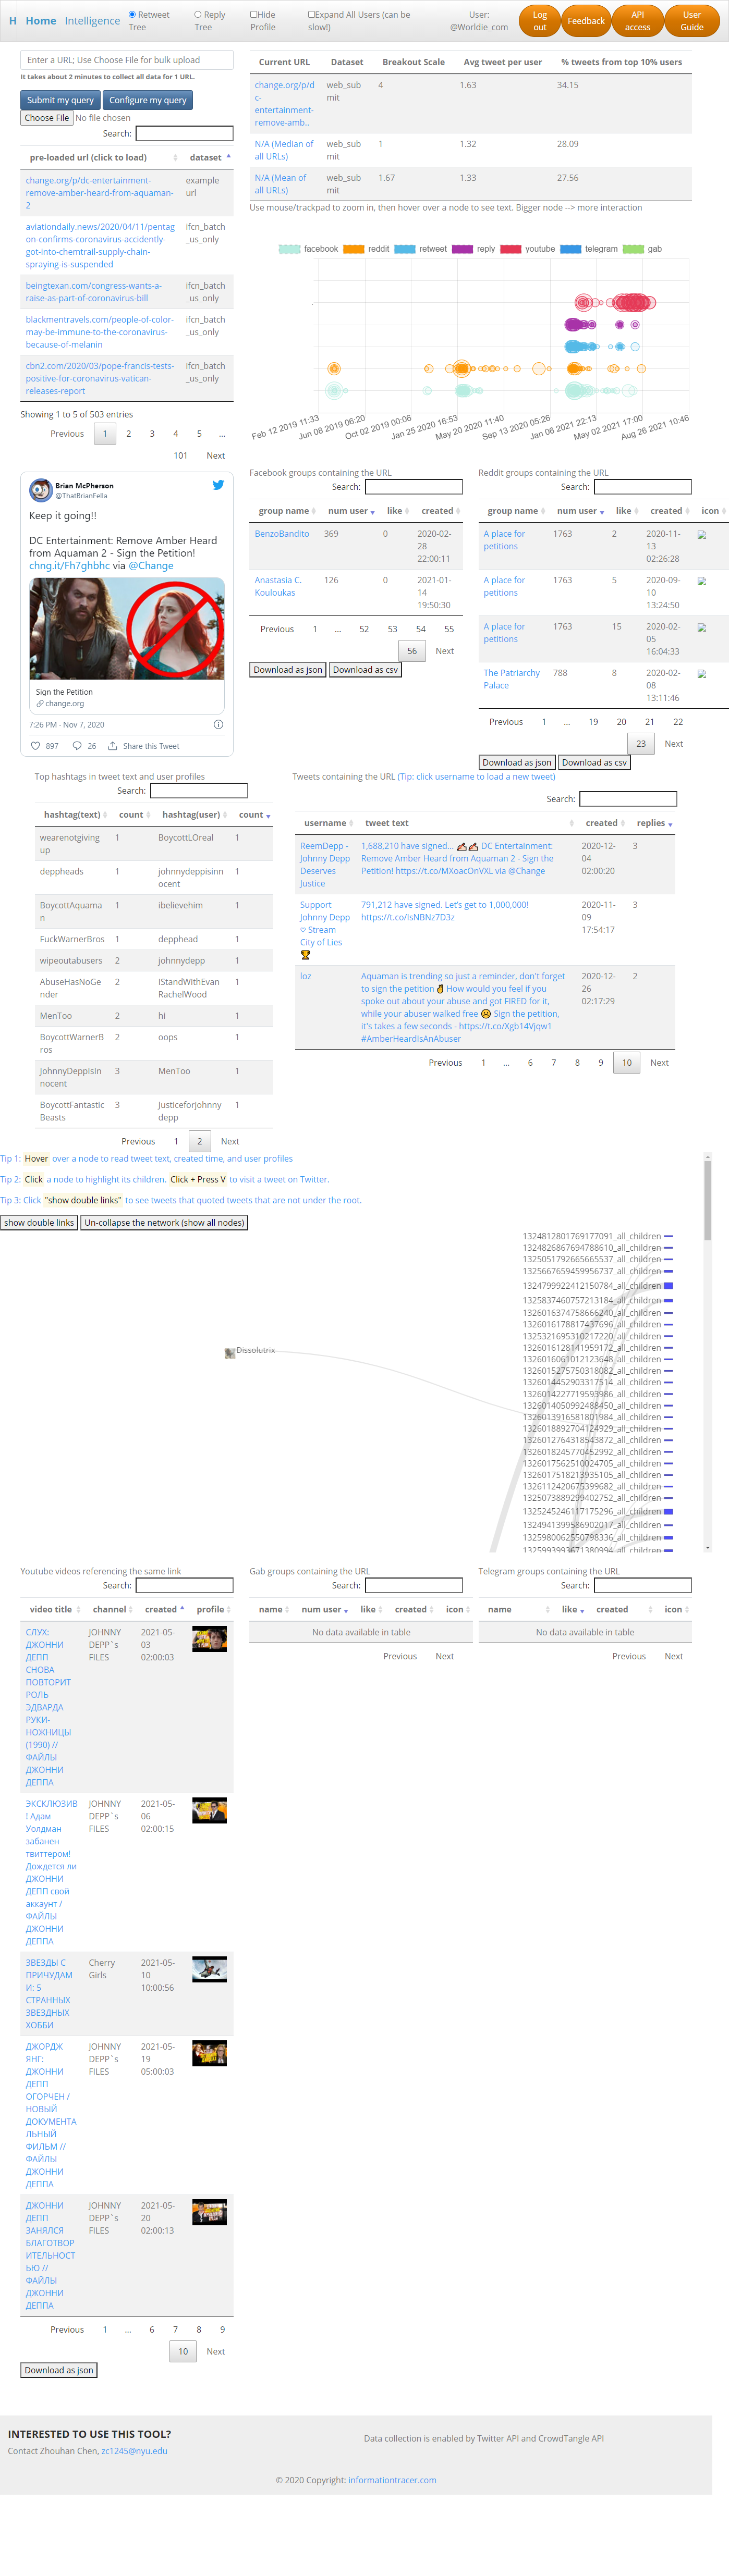 H
Home Intelligence
Retweet Tree
Reply Tree
Hide Profile
Expand All Users (can be slow!)
User: @Worldie_com
Log out
Feedback
API access
User Guide
Enter a URL; Use Choose File for bulk upload
It takes about 2 minutes to collect all data for 1 URL.
Submit my query Configure my query
Choose File No file chosen
Search:
pre-loaded url (click to load) dataset
change.org/p/dc-entertainment- example
remove-amber-heard-from-aquaman- url
2
aviationdaily.news/2020/04/11/pentag ifcn_batch
on-confirms-coronavirus-accidently- _us_only
got-into-chemtrail-supply-chain-
spraying-is-suspended
beingtexan.com/congress-wants-a- ifcn_batch
raise-as-part-of-coronavirus-bill _us_only
blackmentravels.com/people-of-color- ifcn_batch
may-be-immune-to-the-coronavirus- _us_only
because-of-melanin
cbn2.com/2020/03/pope-francis-tests- ifcn_batch
positive-for-coronavirus-vatican- _us_only
releases-report
Showing 1 to 5 of 503 entries
Previous 1 2 3 4 5 …
101 Next
Current URL Dataset Breakout Scale Avg tweet per user % tweets from top 10% users
change.org/p/d web_sub 4 1.63 34.15
c- mit
entertainment-
remove-amb..
N/A (Median of web_sub 1 1.32 28.09
all URLs) mit
N/A (Mean of web_sub 1.67 1.33 27.56
all URLs) mit
Use mouse/trackpad to zoom in, then hover over a node to see text. Bigger node --> more interaction
facebook reddit retweet reply youtube telegram gab
Feb 12 2019 11:33
Jun 08 2019 06:20
Oct 02 2019 00:06
Jan 25 2020 16:53
May 20 2020 11:40
Sep 13 2020 05:26
Jan 06 2021 22:13
May 02 2021 17:00
Aug 26 2021 10:46
Brian McPherson
@ThatBrianFella
Keep it going!!
DC Entertainment: Remove Amber Heard
from Aquaman 2 - Sign the Petition!
chng.it/Fh7ghbhc via @Change
Sign the Petition
change.org
7:26 PM · Nov 7, 2020
897 26 Share this Tweet
Facebook groups containing the URL
Search:
group name num user like created
BenzoBandito 369 0 2020-02-
28
22:00:11
Anastasia C. 126 0 2021-01-
Kouloukas 14
19:50:30
Previous 1 … 52 53 54 55
56 Next
Download as json Download as csv
Reddit groups containing the URL
Search:
group name num user like created icon
A place for 1763 2 2020-11-
petitions 13
02:26:28
A place for 1763 5 2020-09-
petitions 10
13:24:50
A place for 1763 15 2020-02-
petitions 05
16:04:33
The Patriarchy 788 8 2020-02-
Palace 08
13:11:46
Previous 1 … 19 20 21 22
23 Next
Download as json Download as csv
Top hashtags in tweet text and user profiles
Search:
hashtag(text) count hashtag(user) count
wearenotgiving 1 BoycottLOreal 1
up
deppheads 1 johnnydeppisinn 1
ocent
BoycottAquama 1 ibelievehim 1
n
FuckWarnerBros 1 depphead 1
wipeoutabusers 2 johnnydepp 1
AbuseHasNoGe 2 IStandWithEvan 1
nder RachelWood
MenToo 2 hi 1
BoycottWarnerB 2 oops 1
ros
JohnnyDeppIsIn 3 MenToo 1
nocent
BoycottFantastic 3 Justiceforjohnny 1
Beasts depp
Previous 1 2 Next
Tweets containing the URL (Tip: click username to load a new tweet)
Search:
username tweet text created replies
ReemDepp - 1,688,210 have signed... DC Entertainment: 2020-12- 3
Johnny Depp Remove Amber Heard from Aquaman 2 - Sign the 04
Deserves Petition! https://t.co/MXoacOnVXL via @Change 02:00:20
Justice
Support 791,212 have signed. Let's get to 1,000,000! 2020-11- 3
Johnny Depp https://t.co/IsNBNz7D3z 09
♡ Stream 17:54:17
City of Lies
🏆
loz Aquaman is trending so just a reminder, don't forget 2020-12- 2
to sign the petition How would you feel if you 26
spoke out about your abuse and got FIRED for it, 02:17:29
while your abuser walked free Sign the petition,
it's takes a few seconds - https://t.co/Xgb14Vjqw1
#AmberHeardIsAnAbuser
Previous 1 … 6 7 8 9 10 Next
Tip 1: Hover over a node to read tweet text, created time, and user profiles
Tip 2: Click a node to highlight its children. Click + Press V to visit a tweet on Twitter.
Tip 3: Click "show double links" to see tweets that quoted tweets that are not under the root.
show double links Un-collapse the network (show all nodes)
Dissolutrix
1324812801769177091_all_children
1324826867694788610_all_children
1325051792665665537_all_children
1325667659459956737_all_children
1324799922412150784_all_children
1325837460757213184_all_children
1326016374758666240_all_children
1326016178817437696_all_children
1325321695310217220_all_children
1326016128141959172_all_children
1326016061012123648_all_children
1326015275750318082_all_children
1326014452903317514_all_children
1326014227719593986_all_children
1326014050992488450_all_children
1326013916581801984_all_children
1326018892704124929_all_children
1326012764318543872_all_children
1326018245770452992_all_children
1326017562510024705_all_children
1326017518213935105_all_children
1326112420675399682_all_children
1325073889299402752_all_children
1325245246117175296_all_children
1324941399586902017_all_children
1325980062550798336_all_children
1325993993671380994_all_children
Youtube videos referencing the same link
Search:
video title channel created profile
СЛУХ: JOHNNY 2021-05-
ДЖОННИ DEPP`s 03
ДЕПП FILES 02:00:03
СНОВА
ПОВТОРИТ
РОЛЬ
ЭДВАРДА
РУКИ-
НОЖНИЦЫ
(1990) //
ФАЙЛЫ
ДЖОННИ
ДЕППА
ЭКСКЛЮЗИВ JOHNNY 2021-05-
! Адам DEPP`s 06
Уолдман FILES 02:00:15
забанен
твиттером!
Дождется ли
ДЖОННИ
ДЕПП свой
аккаунт /
ФАЙЛЫ
ДЖОННИ
ДЕППА
ЗВЕЗДЫ С Cherry 2021-05-
ПРИЧУДАМ Girls 10
И: 5 10:00:56
СТРАННЫХ
ЗВЕЗДНЫХ
ХОББИ
ДЖОРДЖ JOHNNY 2021-05-
ЯНГ: DEPP`s 19
ДЖОННИ FILES 05:00:03
ДЕПП
ОГОРЧЕН /
НОВЫЙ
ДОКУМЕНТА
ЛЬНЫЙ
ФИЛЬМ //
ФАЙЛЫ
ДЖОННИ
ДЕППА
ДЖОННИ JOHNNY 2021-05-
ДЕПП DEPP`s 20
ЗАНЯЛСЯ FILES 02:00:13
БЛАГОТВОР
ИТЕЛЬНОСТ
ЬЮ //
ФАЙЛЫ
ДЖОННИ
ДЕППА
Previous 1 … 6 7 8 9
10 Next
Download as json
Gab groups containing the URL
Search:
name num user like created icon
No data available in table
Previous Next
Telegram groups containing the URL
Search:
name like created icon
No data available in table
Previous Next
INTERESTED TO USE THIS TOOL?
Contact Zhouhan Chen, zc1245@nyu.edu
Data collection is enabled by Twitter API and CrowdTangle API
© 2020 Copyright: informationtracer.com